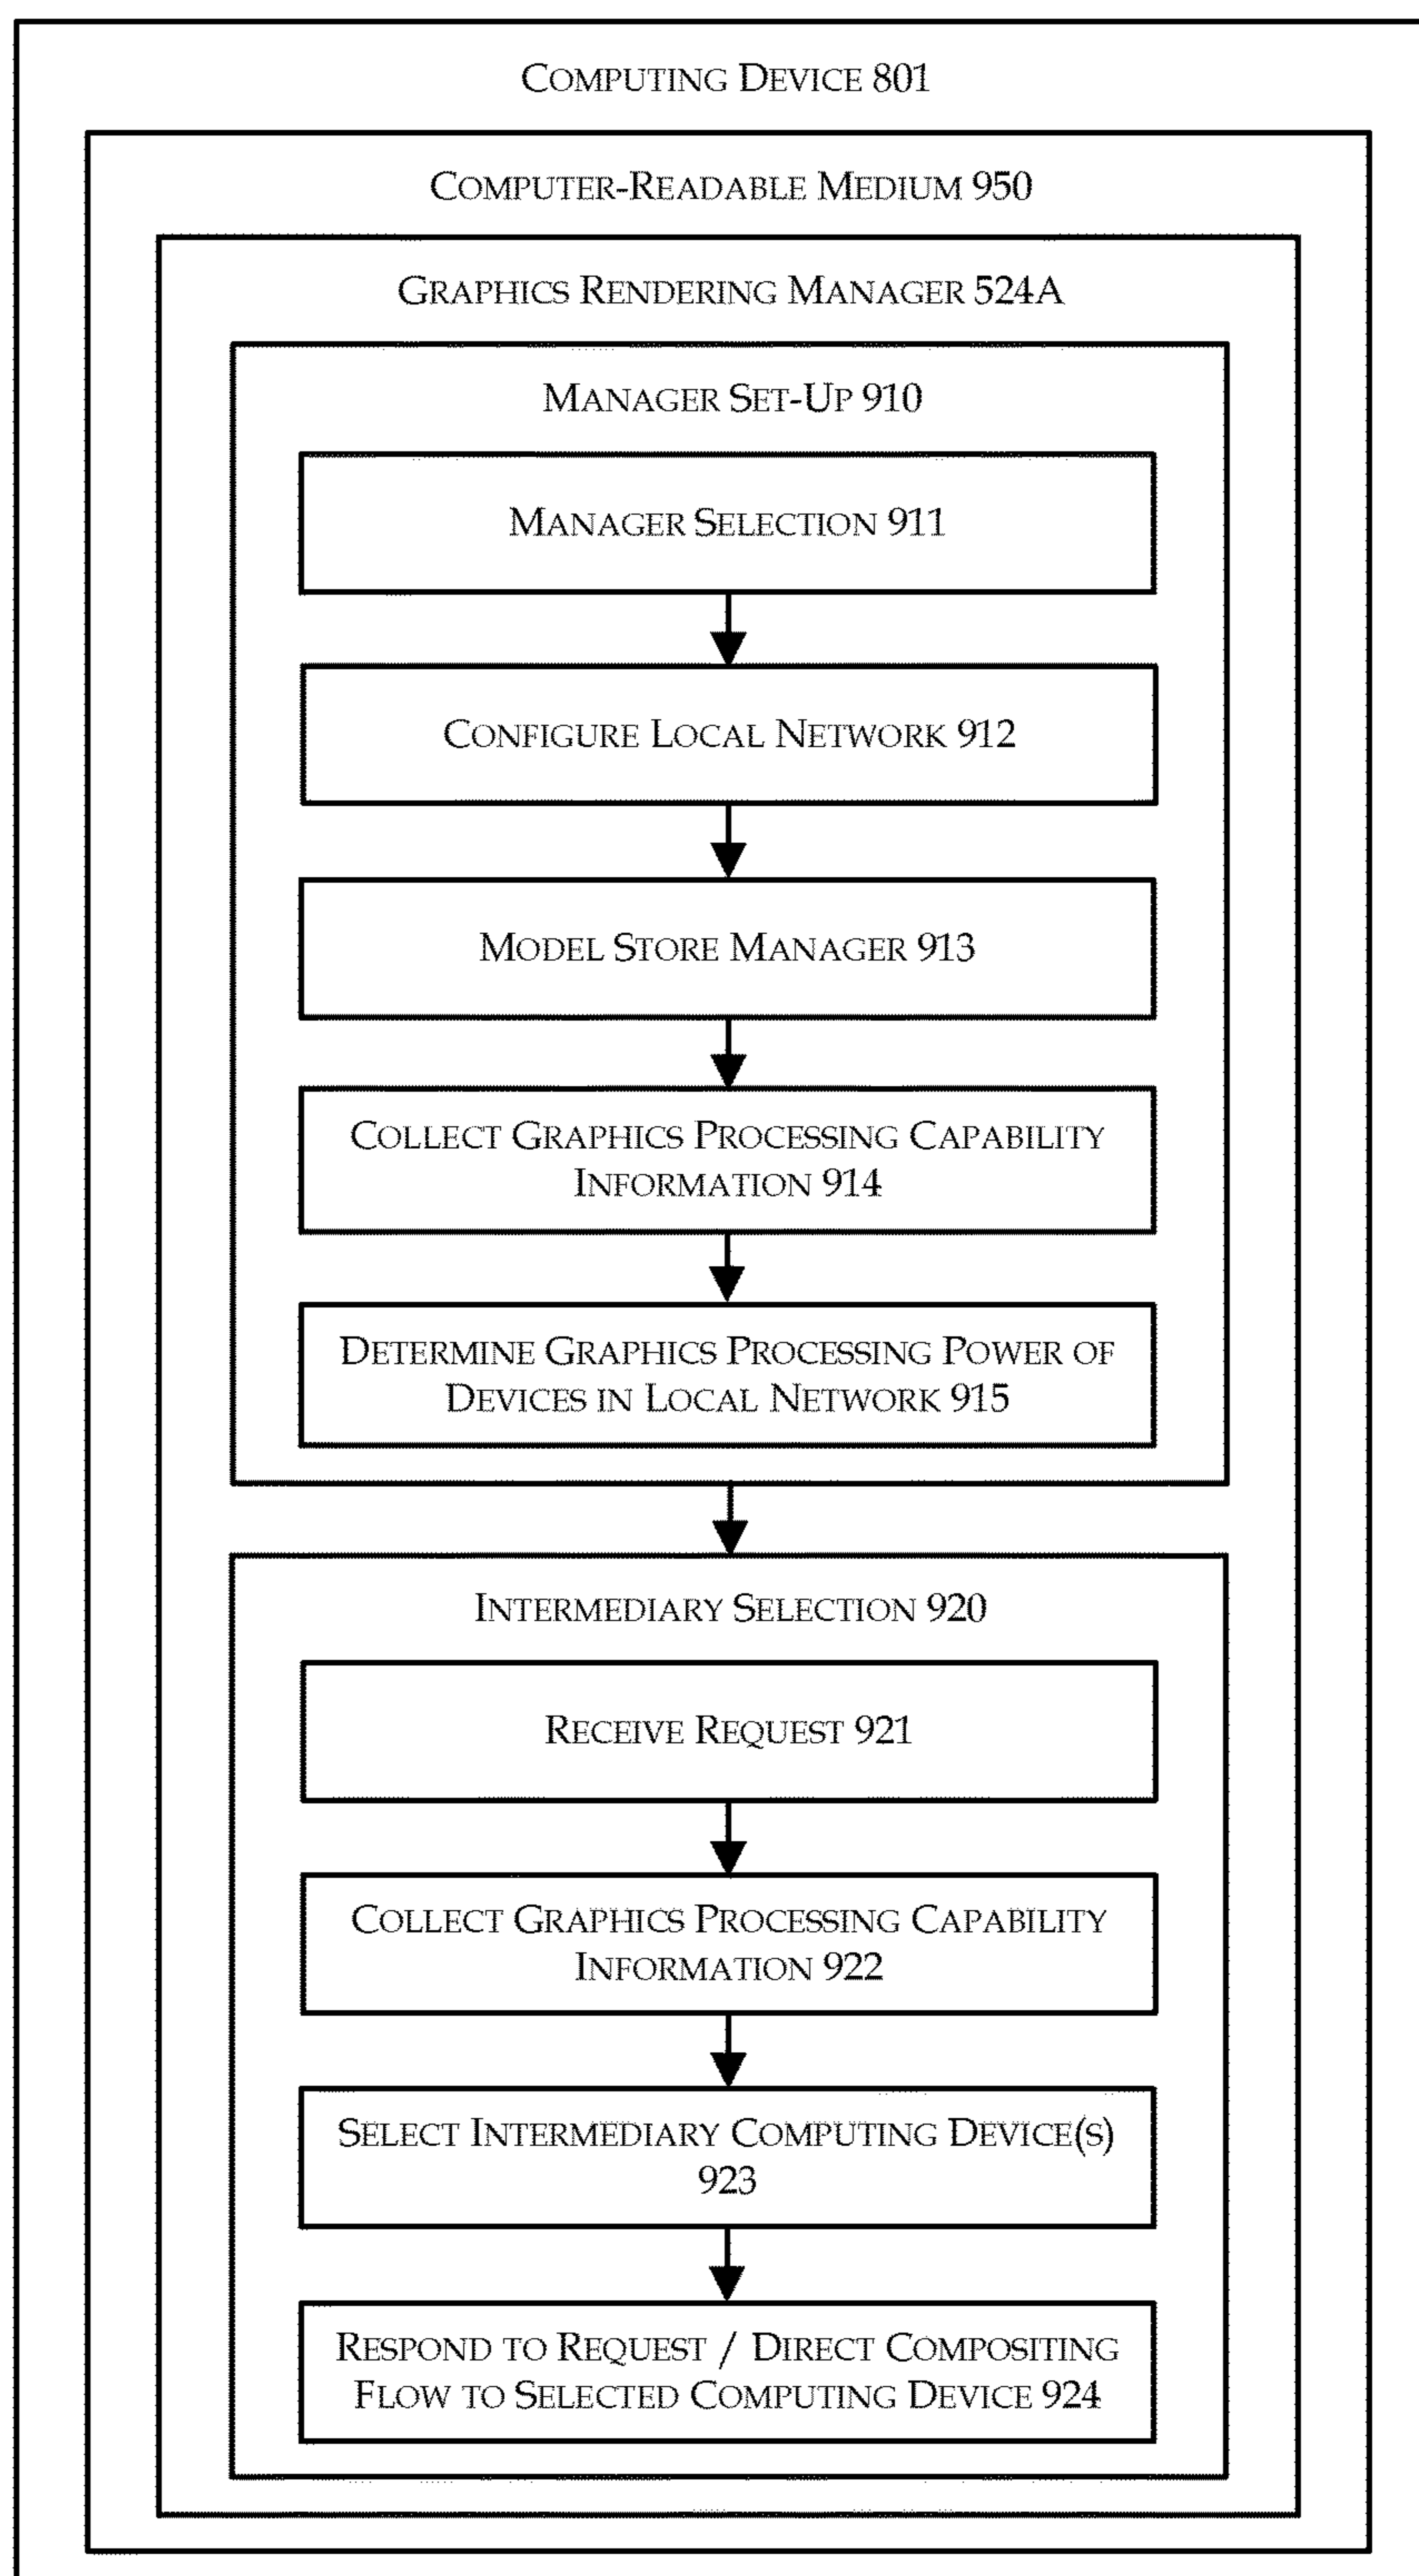 COMPUTING DEVICE 801
COMPUTER-READABLE MEDIUM 950
GRAPHICS RENDERING MANAGER 524A
MANAGER SET-UP 910
MANAGER SELECTION 911
CONFIGURE LOCAL NETWORK 912
MODEL STORE MANAGER 913
COLLECT GRAPHICS PROCESSING CAPABILITY
INFORMATION 914
DETERMINE GRAPHICS PROCESSING POWER OF
DEVICES IN LOCAL NETWORK 915
INTERMEDIARY SELECTION 920
RECEIVE REQUEST 921
COLLECT GRAPHICS PROCESSING CAPABILITY
INFORMATION 922
SELECT INTERMEDIARY COMPUTING DEVICE(S)
923
RESPOND TO REQUEST / DIRECT COMPOSITING
FLOW TO SELECTED COMPUTING DEVICE 924